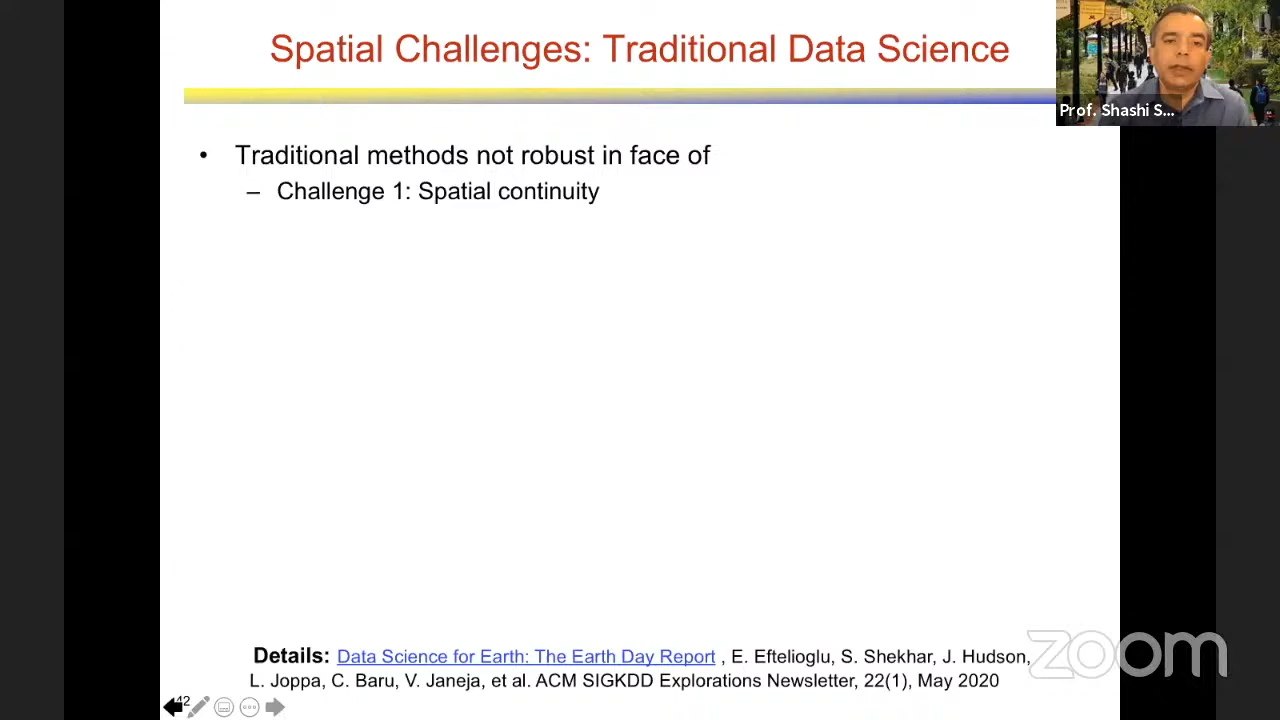 Spatial Challenges: Traditional Data Science
Prof. Shashi S...
• Traditional methods not robust in face of
– Challenge 1: Spatial continuity
Details: Data Science for Earth: The Earth Day Report , E. Eftelioglu, S. Shekhar, J. Hudson,
L. Joppa, C. Baru, V. Janeja, et al. ACM SIGKDD Explorations Newsletter, 22(1), May 2020
zoom
42